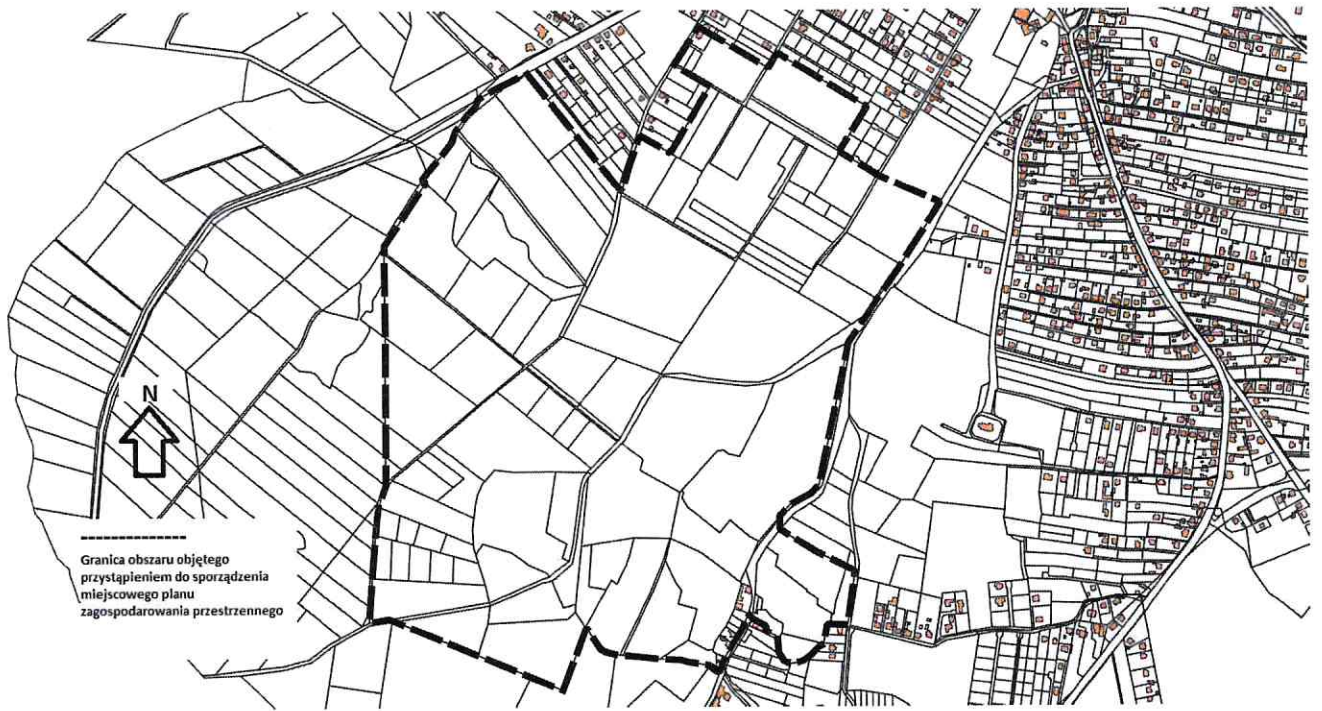 N
Granica obszaru objętego
przystąpieniem do sporządzenia
miejscowego planu
zagospodarowania przestrzennego